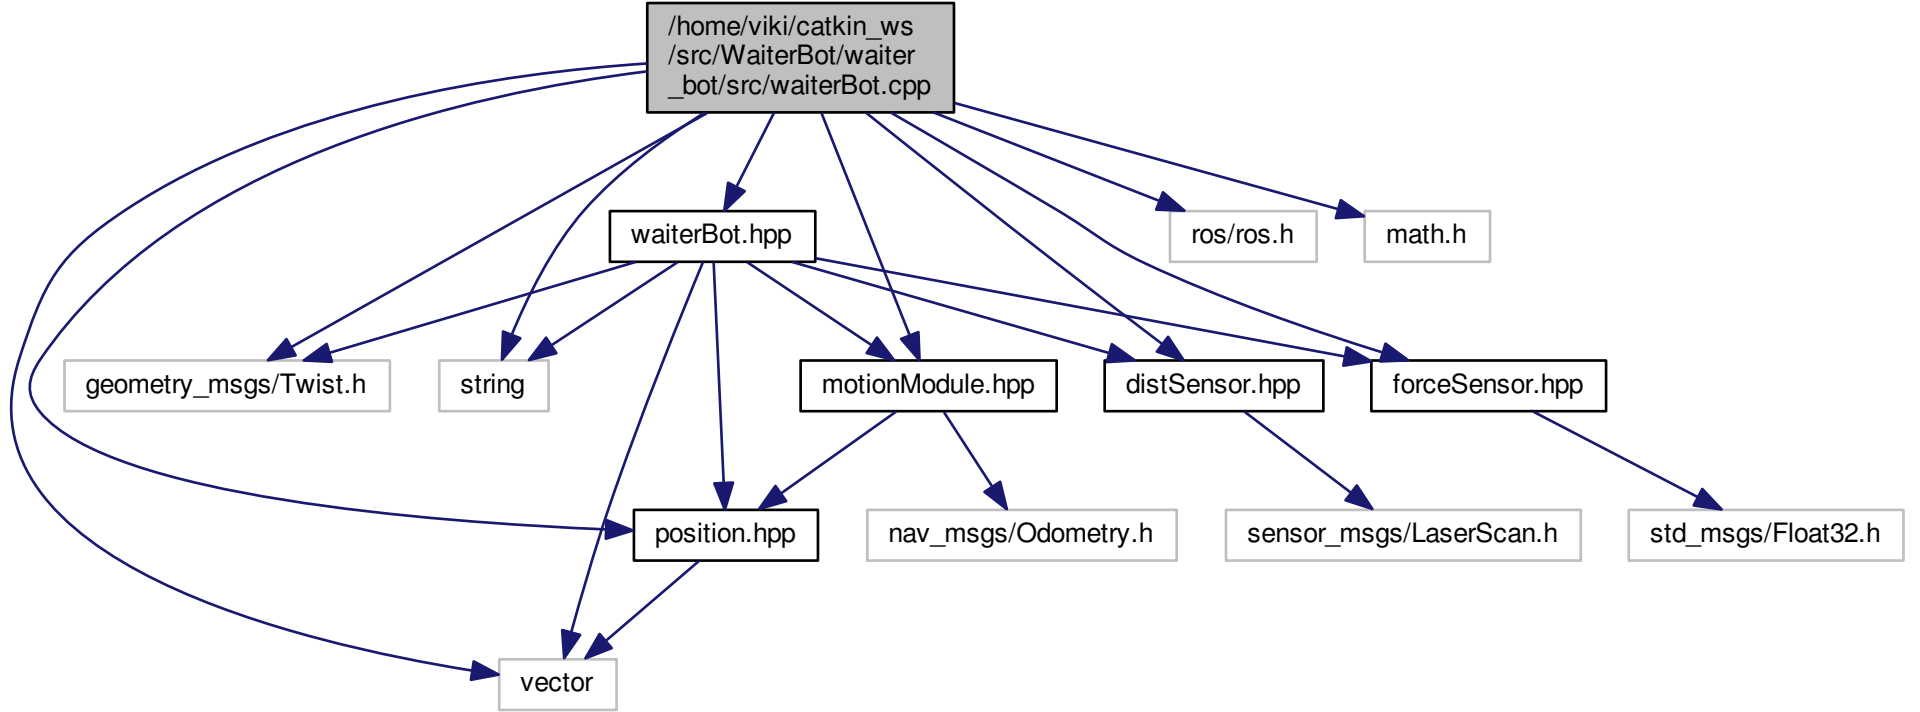 /home/viki/catkin_ws
/src/WaiterBot/waiter
_bot/src/waiterBot.cpp
waiterBot.hpp
ros/ros.h
math.h
geometry_msgs/Twist.h
string
motionModule.hpp
distSensor.hpp
forceSensor.hpp
position.hpp
nav_msgs/Odometry.h
sensor_msgs/LaserScan.h
std_msgs/Float32.h
vector